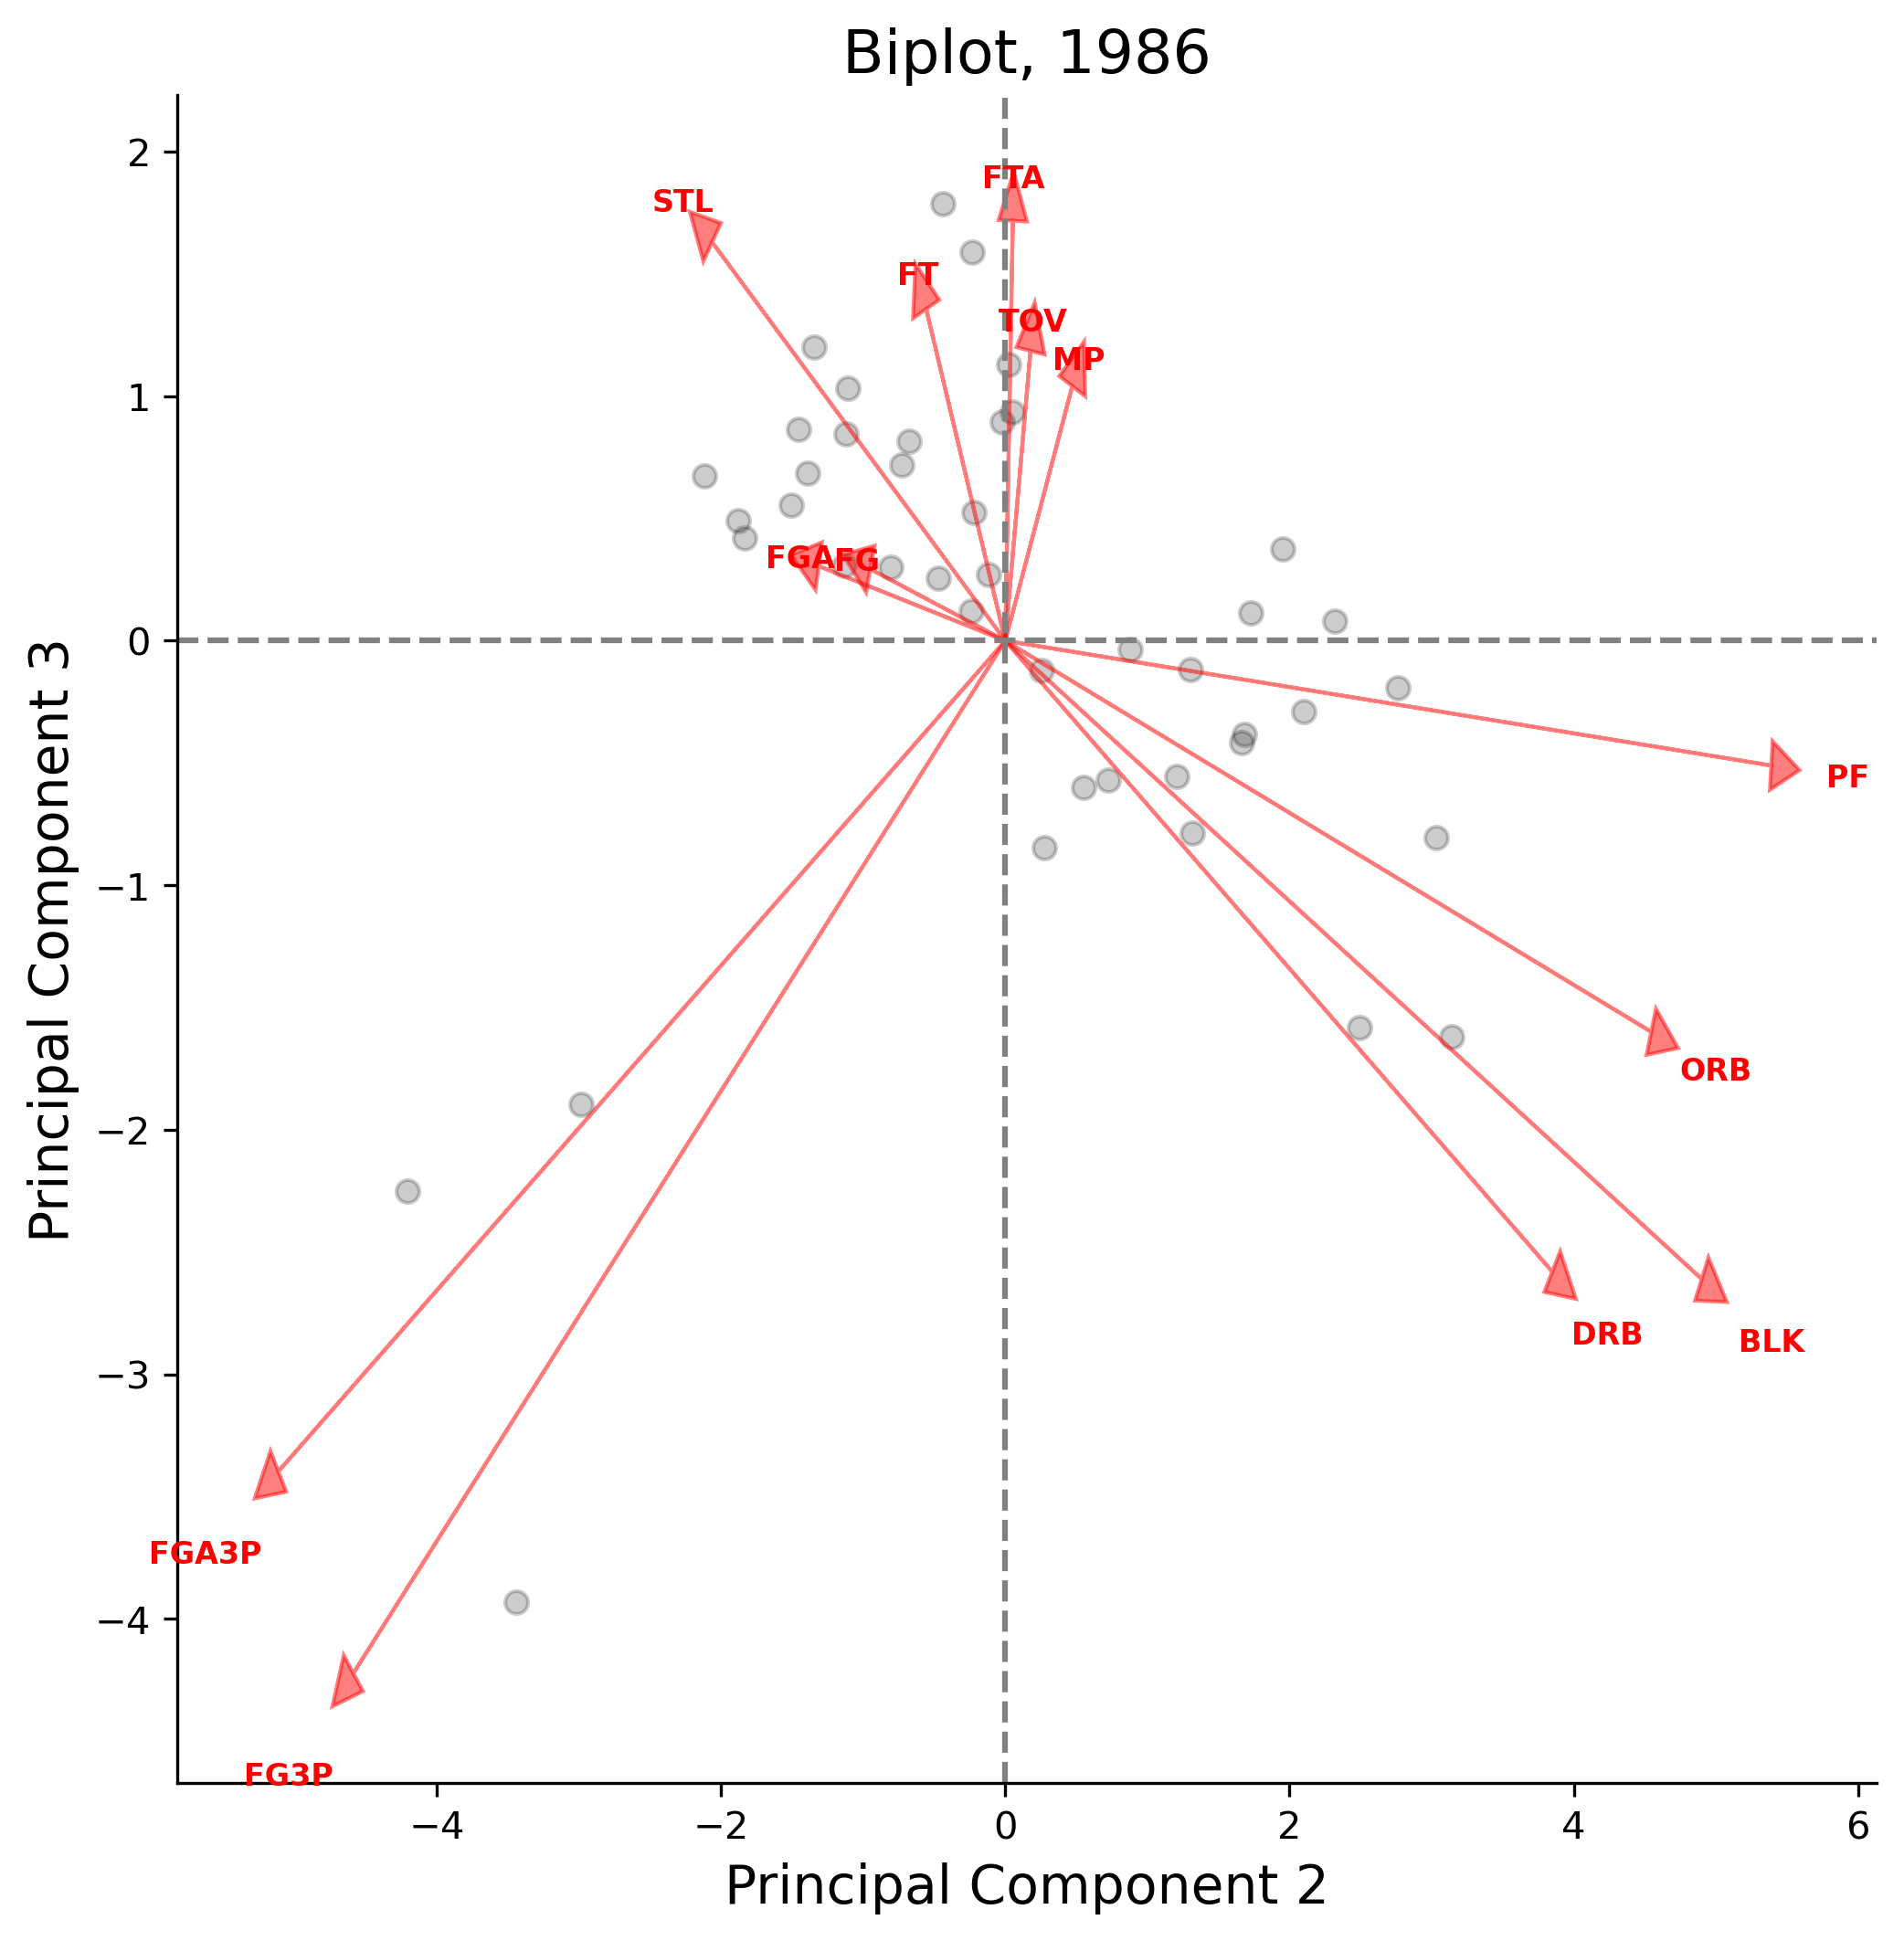 Biplot, 1986
2
FTA
STL
FT
TOV
MP
1
FGA
FG
0
PF
−1
ORB
−2
DRB
BLK
−3
FGA3P
−4
FG3P
Principal Component 3
−4
−2
0
2
4
6
Principal Component 2